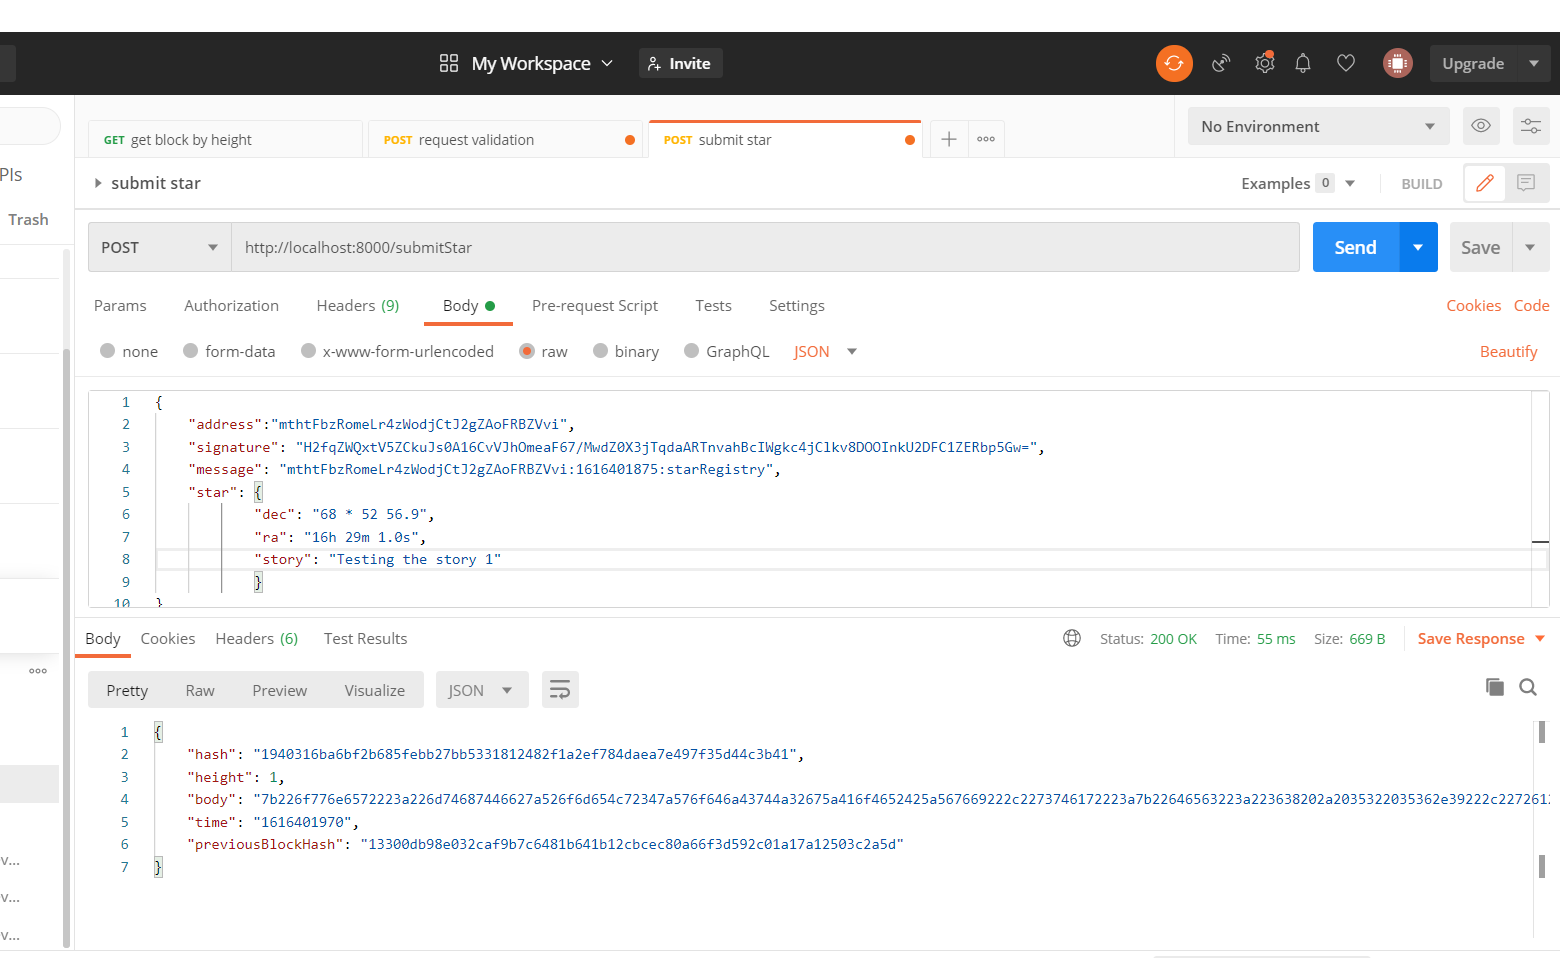 My Workspace
Invite
Upgrade
GET get block by height
POST request validation
POST submit star
No Environment
PIs
submit star
Examples 0
BUILD
Trash
POST
http://localhost:8000/submitStar
Send
Save
Params
Authorization
Headers (9)
Body
Pre-request Script
Tests
Settings
Cookies
Code
none
form-data
x-www-form-urlencoded
raw
binary
GraphQL
JSON
Beautify
1 {
2 "address":"mthtFbzRomeLr4zWodjCtJ2gZAoFRBZVvi",
3 "signature": "H2fqZWQxtV5ZCkuJs0A16CvVJhOmeaF67/MwdZ0X3jTqdaARTnvahBcIWgkc4jClkv8DOOInkU2DFC1ZERbp5Gw=",
4 "message": "mthtFbzRomeLr4zWodjCtJ2gZAoFRBZVvi:1616401875:starRegistry",
5 "star": {
6 "dec": "68 * 52 56.9",
7 "ra": "16h 29m 1.0s",
8 "story": "Testing the story 1"
9 }
10 }
Body
Cookies
Headers (6)
Test Results
Status: 200 OK
Time: 55 ms
Size: 669 B
Save Response
Pretty
Raw
Preview
Visualize
JSON
1 {
2 "hash": "1940316ba6bf2b685febb27bb5331812482f1a2ef784daea7e497f35d44c3b41",
3 "height": 1,
4 "body": "7b226f776e6572223a226d74687446627a526f6d654c72347a576f646a43744a32675a416f4652425a567669222c2273746172223a7b22646563223a223638202a2035322035362e39222c2272612
5 "time": "1616401970",
6 "previousBlockHash": "13300db98e032caf9b7c6481b641b12cbcec80a66f3d592c01a17a12503c2a5d"
7 }
v...
v...
v...